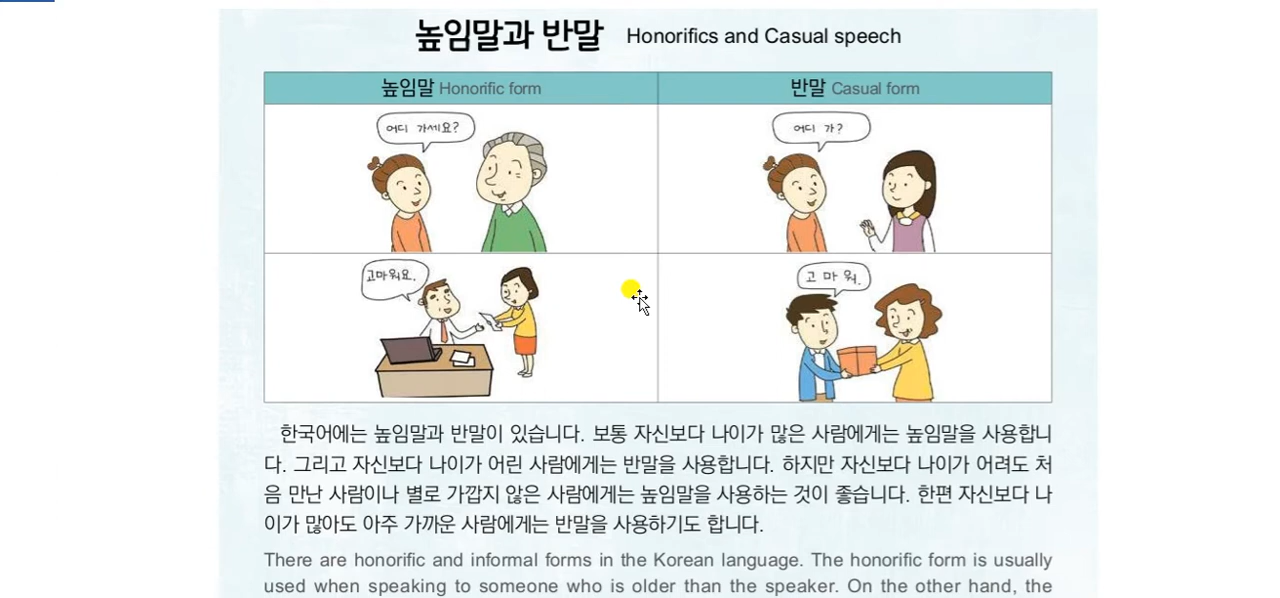 높임말과 반말 Honorifics and Casual speech
높임말 Honorific form
반말 Casual form
어디 가세요?
어디 가?
고마워요.
고 마 워.
한국어에는 높임말과 반말이 있습니다. 보통 자신보다 나이가 많은 사람에게는 높임말을 사용합니
다. 그리고 자신보다 나이가 어린 사람에게는 반말을 사용합니다. 하지만 자신보다 나이가 어려도 처
음 만난 사람이나 별로 가깝지 않은 사람에게는 높임말을 사용하는 것이 좋습니다. 한편 자신보다 나
이가 많아도 아주 가까운 사람에게는 반말을 사용하기도 합니다.
There are honorific and informal forms in the Korean language. The honorific form is usually
used when speaking to someone who is older than the speaker. On the other hand, the